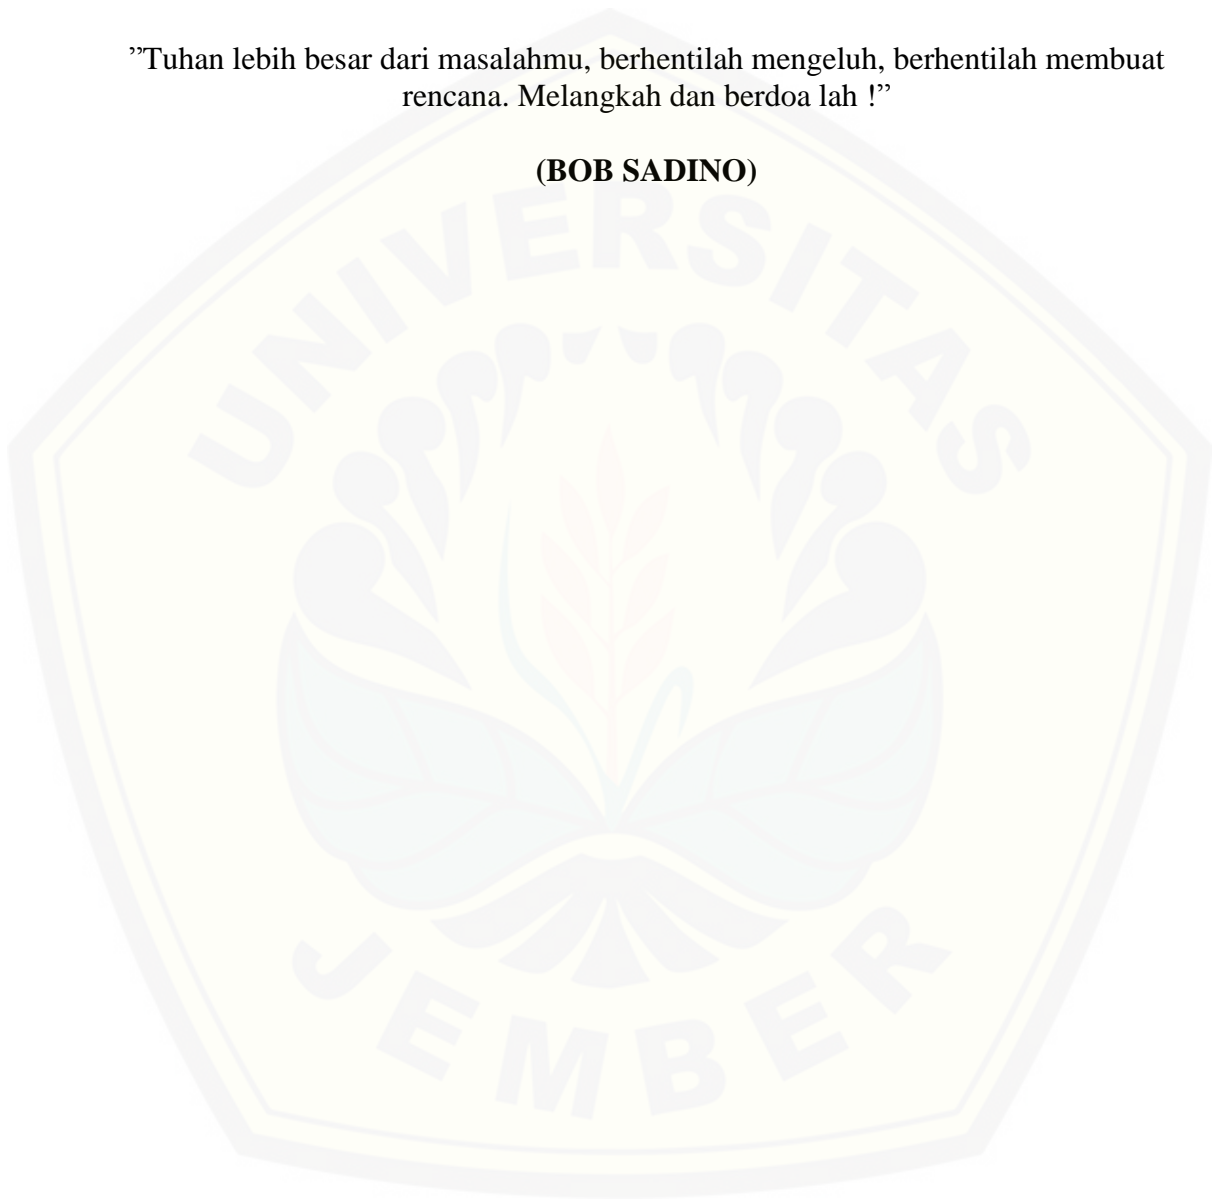 ”Tuhan lebih besar dari masalahmu, berhentilah mengeluh, berhentilah membuat
rencana. Melangkah dan berdoa lah !”
(BOB SADINO)
UNIVERSITAS
JEMBER